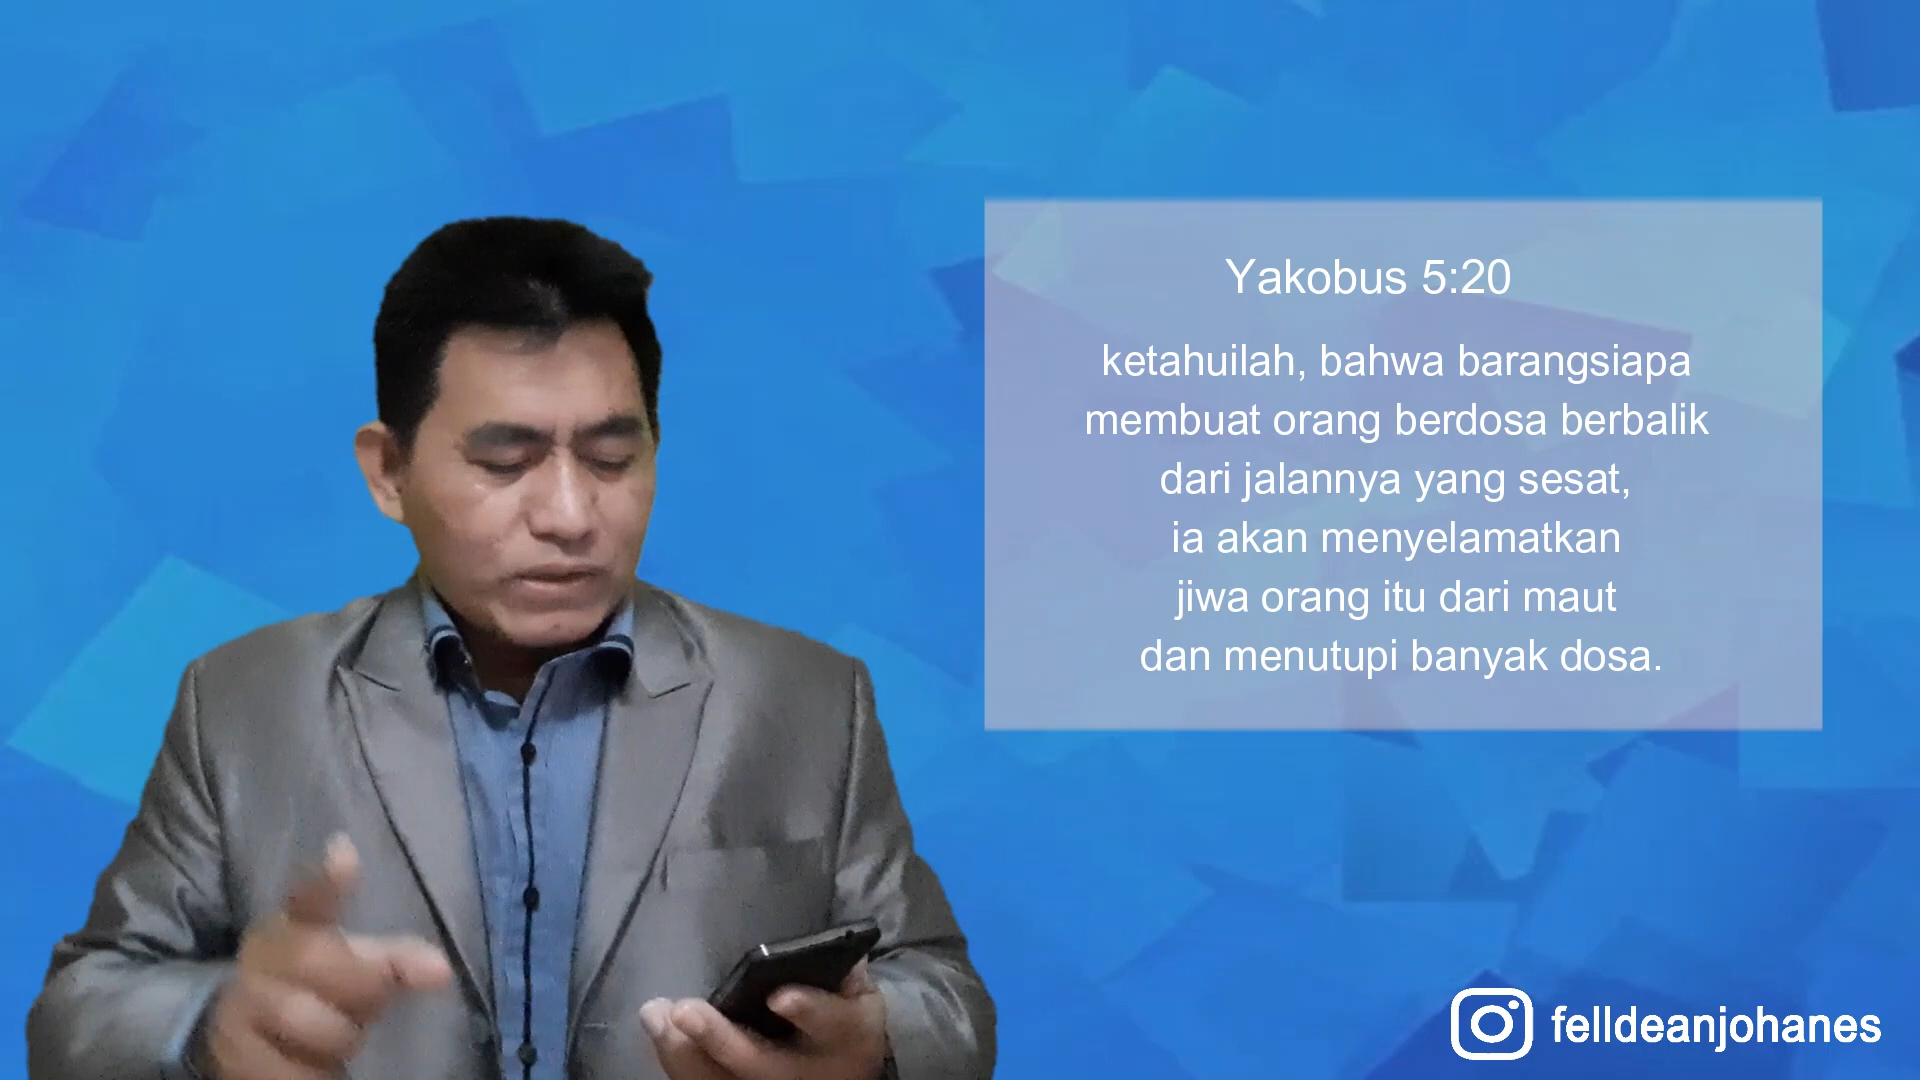 Yakobus 5:20
ketahuilah, bahwa barangsiapa
membuat orang berdosa berbalik
dari jalannya yang sesat,
ia akan menyelamatkan
jiwa orang itu dari maut
dan menutupi banyak dosa.
felldeanjohanes